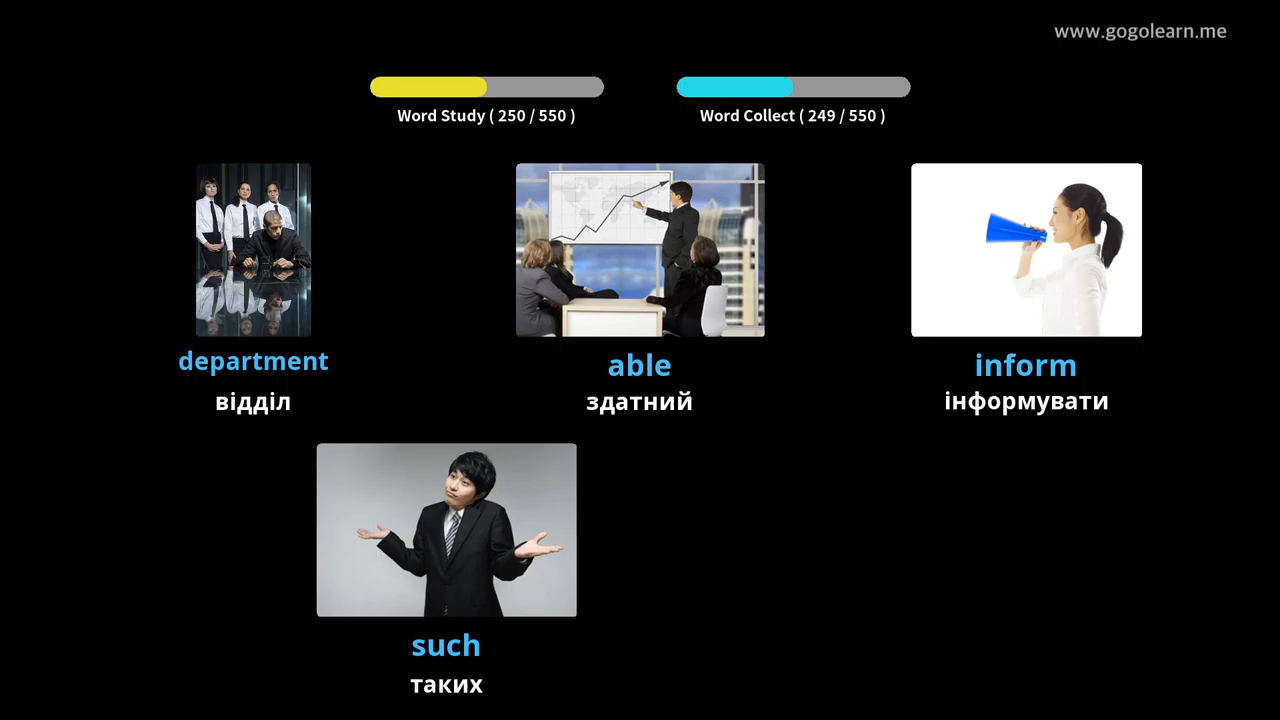 www.gogolearn.me
Word Study ( 250 / 550 )
Word Collect ( 249 / 550 )
department
відділ
able
здатний
inform
інформувати
such
таких